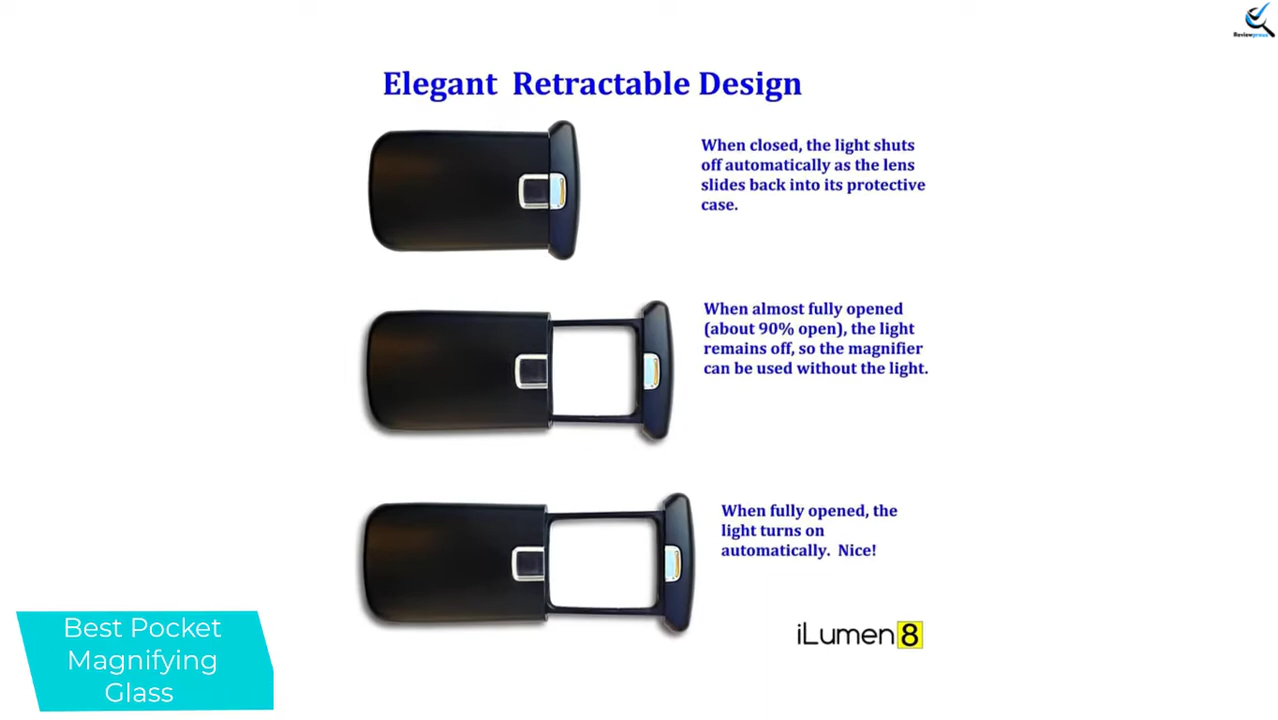 Reviewpross
Elegant Retractable Design
When closed, the light shuts
off automatically as the lens
slides back into its protective
case.
When almost fully opened
(about 90% open), the light
remains off, so the magnifier
can be used without the light.
When fully opened, the
light turns on
automatically. Nice!
iLumen8
Best Pocket
Magnifying
Glass